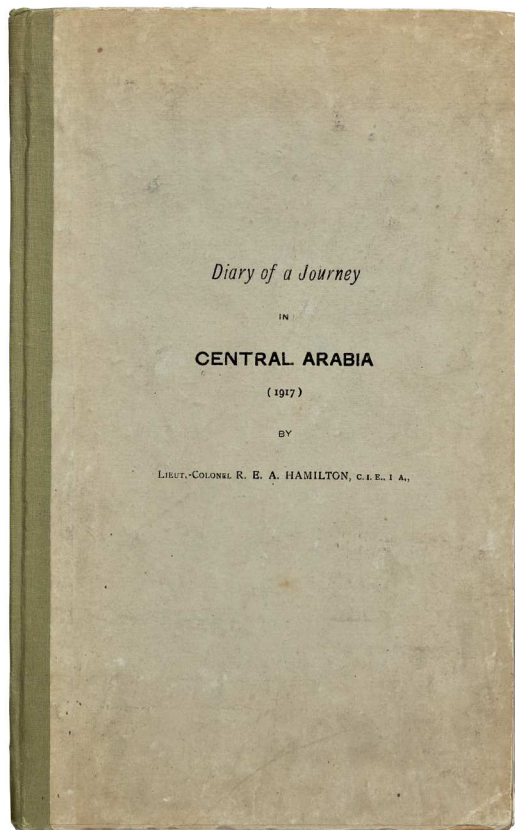 Diary of a Journey
IN
CENTRAL ARABIA
(1917)
BY
LIEUT.-COLONEL R. E. A. HAMILTON, C. I. E., I A.,